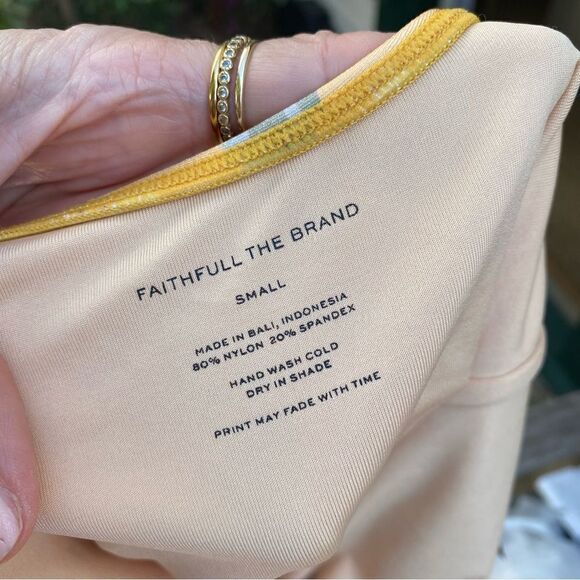 FAITHFULL THE BRAND
SMALL
MADE IN BALI, INDONESIA
80% NYLON 20% SPANDEX
HAND WASH COLD
DRY IN SHADE
PRINT MAY FADE WITH TIME